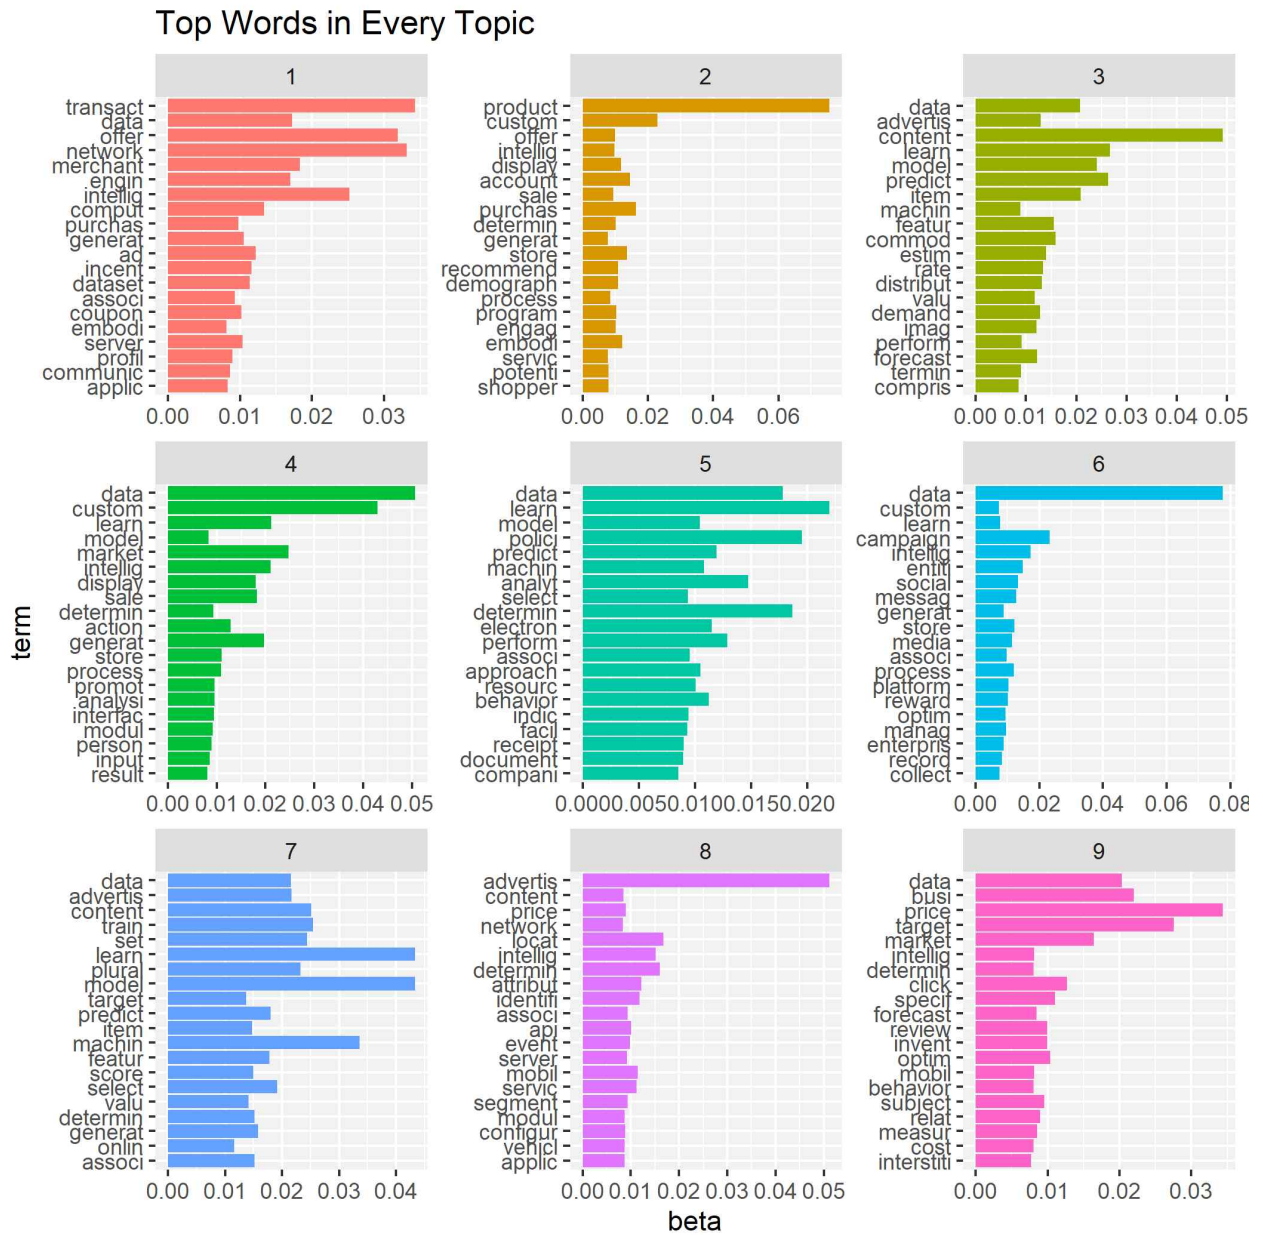 Top Words in Every Topic
1
transact
data
offer
network
merchant
engin
intellig
comput
purchas
generat
ad
incent
dataset
associ
coupon
embodi
server
profil
communic
applic
0.00 0.01 0.02 0.03
2
product
custom
offer
intellig
display
account
sale
purchas
determin
generat
store
recommend
demograph
process
program
engag
embodi
servic
potenti
shopper
0.00 0.02 0.04 0.06
3
data
advertis
content
learn
model
predict
item
machin
featur
commod
estim
rate
distribut
valu
demand
imag
perform
forecast
termin
compris
0.00 0.01 0.02 0.03 0.04 0.05
4
data
custom
learn
model
market
intellig
display
sale
determin
action
generat
store
process
promot
analysi
interfac
modul
person
input
result
0.00 0.01 0.02 0.03 0.04 0.05
5
data
learn
model
polici
predict
machin
analyt
select
determin
electron
perform
associ
approach
resourc
behavior
indic
facil
receipt
document
compani
0.000 0.005 0.010 0.015 0.020
6
data
custom
learn
campaign
intellig
entiti
social
messag
generat
store
media
associ
process
platform
reward
optim
manag
enterpris
record
collect
0.00 0.02 0.04 0.06 0.08
7
data
advertis
content
train
set
learn
plural
model
target
predict
item
machin
featur
score
select
valu
determin
generat
onlin
associ
0.00 0.01 0.02 0.03 0.04
8
advertis
content
price
network
locat
intellig
determin
attribut
identifi
associ
api
event
server
mobil
servic
segment
modul
configur
vehicl
applic
0.00 0.01 0.02 0.03 0.04 0.05
9
data
busi
price
target
market
intellig
determin
click
specif
forecast
review
invent
optim
mobil
behavior
subject
relat
measur
cost
interstiti
0.00 0.01 0.02 0.03
term
beta